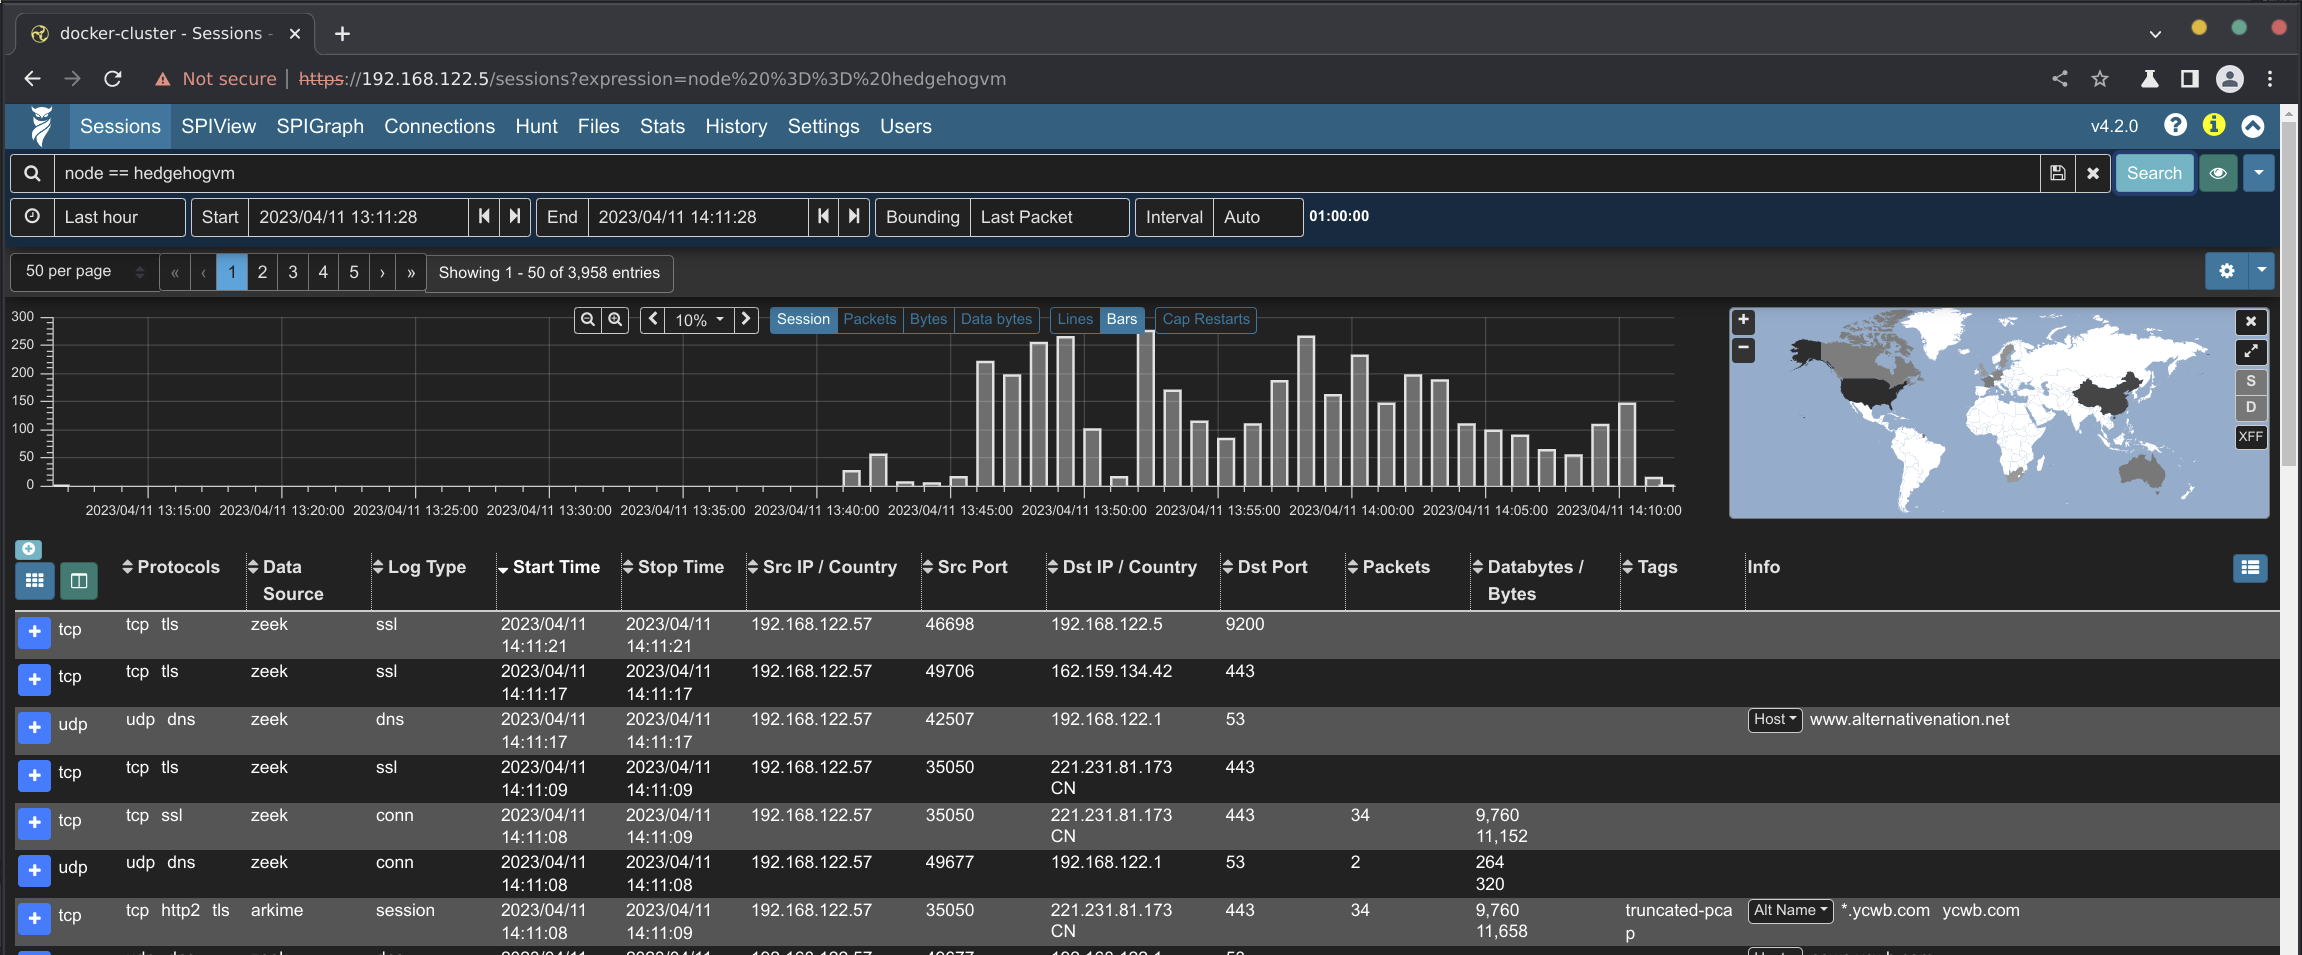 docker-cluster - Sessions -
Not secure | https://192.168.122.5/sessions?expression=node%20%3D%3D%20hedgehogvm
Sessions SPIView SPIGraph Connections Hunt Files Stats History Settings Users v4.2.0
node == hedgehogvm Search
Last hour Start 2023/04/11 13:11:28 End 2023/04/11 14:11:28 Bounding Last Packet Interval Auto 01:00:00
50 per page « ‹ 1 2 3 4 5 › » Showing 1 - 50 of 3,958 entries
10% Session Packets Bytes Data bytes Lines Bars Cap Restarts
300
250
200
150
100
50
0
2023/04/11 13:15:00 2023/04/11 13:20:00 2023/04/11 13:25:00 2023/04/11 13:30:00 2023/04/11 13:35:00 2023/04/11 13:40:00 2023/04/11 13:45:00 2023/04/11 13:50:00 2023/04/11 13:55:00 2023/04/11 14:00:00 2023/04/11 14:05:00 2023/04/11 14:10:00
+
−
S
D
XFF
Protocols Data Source Log Type Start Time Stop Time Src IP / Country Src Port Dst IP / Country Dst Port Packets Databytes / Bytes Tags Info
tcp tcp tls zeek ssl 2023/04/11 14:11:21 2023/04/11 14:11:21 192.168.122.57 46698 192.168.122.5 9200
tcp tcp tls zeek ssl 2023/04/11 14:11:17 2023/04/11 14:11:17 192.168.122.57 49706 162.159.134.42 443
udp udp dns zeek dns 2023/04/11 14:11:17 2023/04/11 14:11:17 192.168.122.57 42507 192.168.122.1 53 Host www.alternativenation.net
tcp tcp tls zeek ssl 2023/04/11 14:11:09 2023/04/11 14:11:09 192.168.122.57 35050 221.231.81.173 CN 443
tcp tcp ssl zeek conn 2023/04/11 14:11:08 2023/04/11 14:11:09 192.168.122.57 35050 221.231.81.173 CN 443 34 9,760 11,152
udp udp dns zeek conn 2023/04/11 14:11:08 2023/04/11 14:11:08 192.168.122.57 49677 192.168.122.1 53 2 264 320
tcp tcp http2 tls arkime session 2023/04/11 14:11:08 2023/04/11 14:11:09 192.168.122.57 35050 221.231.81.173 CN 443 34 9,760 11,658 truncated-pcap Alt Name *.ycwb.com ycwb.com